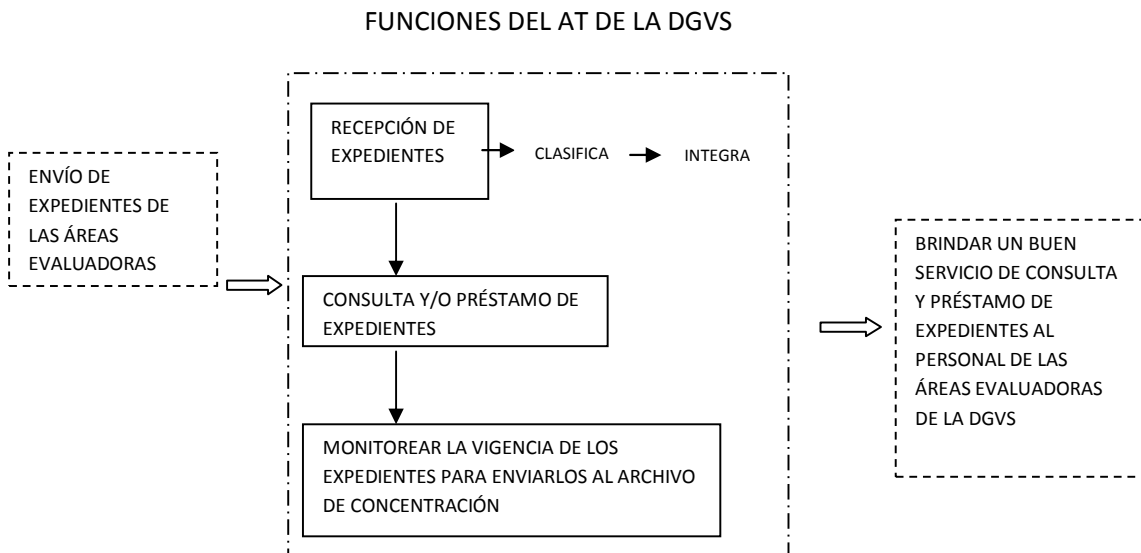 FUNCIONES DEL AT DE LA DGVS
ENVÍO DE
EXPEDIENTES DE
LAS ÁREAS
EVALUADORAS
RECEPCIÓN DE
EXPEDIENTES
CLASIFICA
INTEGRA
CONSULTA Y/O PRÉSTAMO DE
EXPEDIENTES
MONITOREAR LA VIGENCIA DE LOS
EXPEDIENTES PARA ENVIARLOS AL ARCHIVO
DE CONCENTRACIÓN
BRINDAR UN BUEN
SERVICIO DE CONSULTA
Y PRÉSTAMO DE
EXPEDIENTES AL
PERSONAL DE LAS
ÁREAS EVALUADORAS
DE LA DGVS